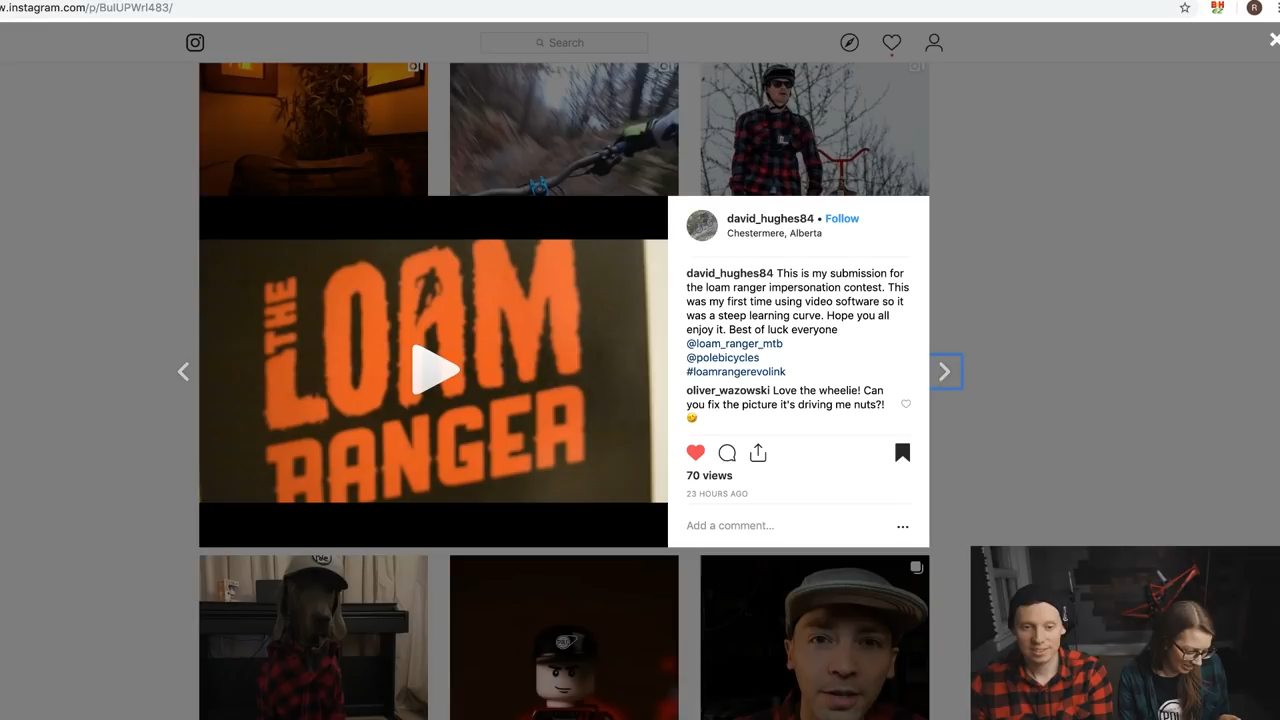 w.instagram.com/p/BulUPWrl483/
BH
R
Search
THE
LOAM
RANGER
david_hughes84 • Follow
Chestermere, Alberta
david_hughes84 This is my submission for
the loam ranger impersonation contest. This
was my first time using video software so it
was a steep learning curve. Hope you all
enjoy it. Best of luck everyone
@loam_ranger_mtb
@polebicycles
#loamrangerevolink
oliver_wazowski Love the wheelie! Can
you fix the picture it's driving me nuts?!
🤣
70 views
23 HOURS AGO
Add a comment...